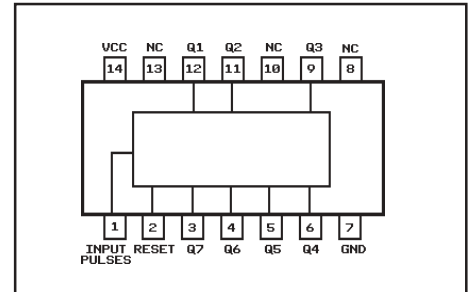 VCC NC Q1 Q2 NC Q3 NC
14 13 12 11 10 9 8
1 2 3 4 5 6 7
INPUT RESET Q7 Q6 Q5 Q4 GND
PULSES